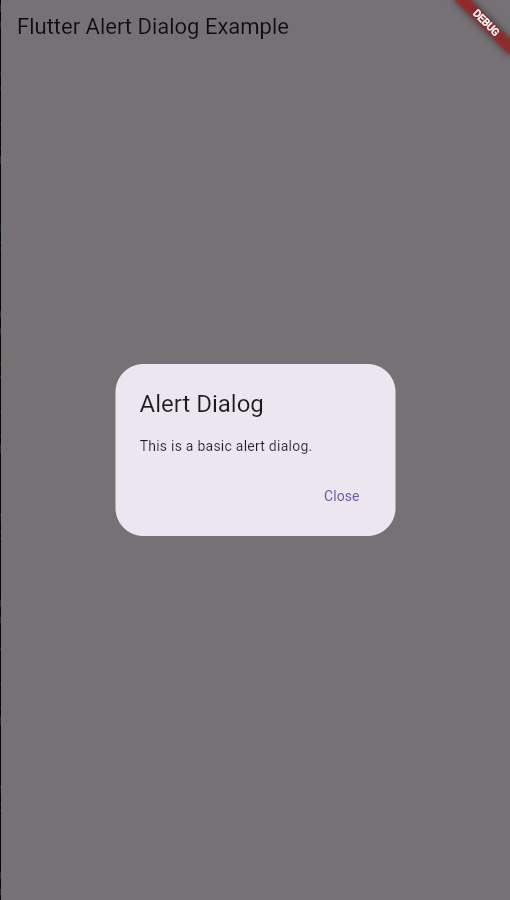 Flutter Alert Dialog Example
DEBUG
Alert Dialog
This is a basic alert dialog.
Close